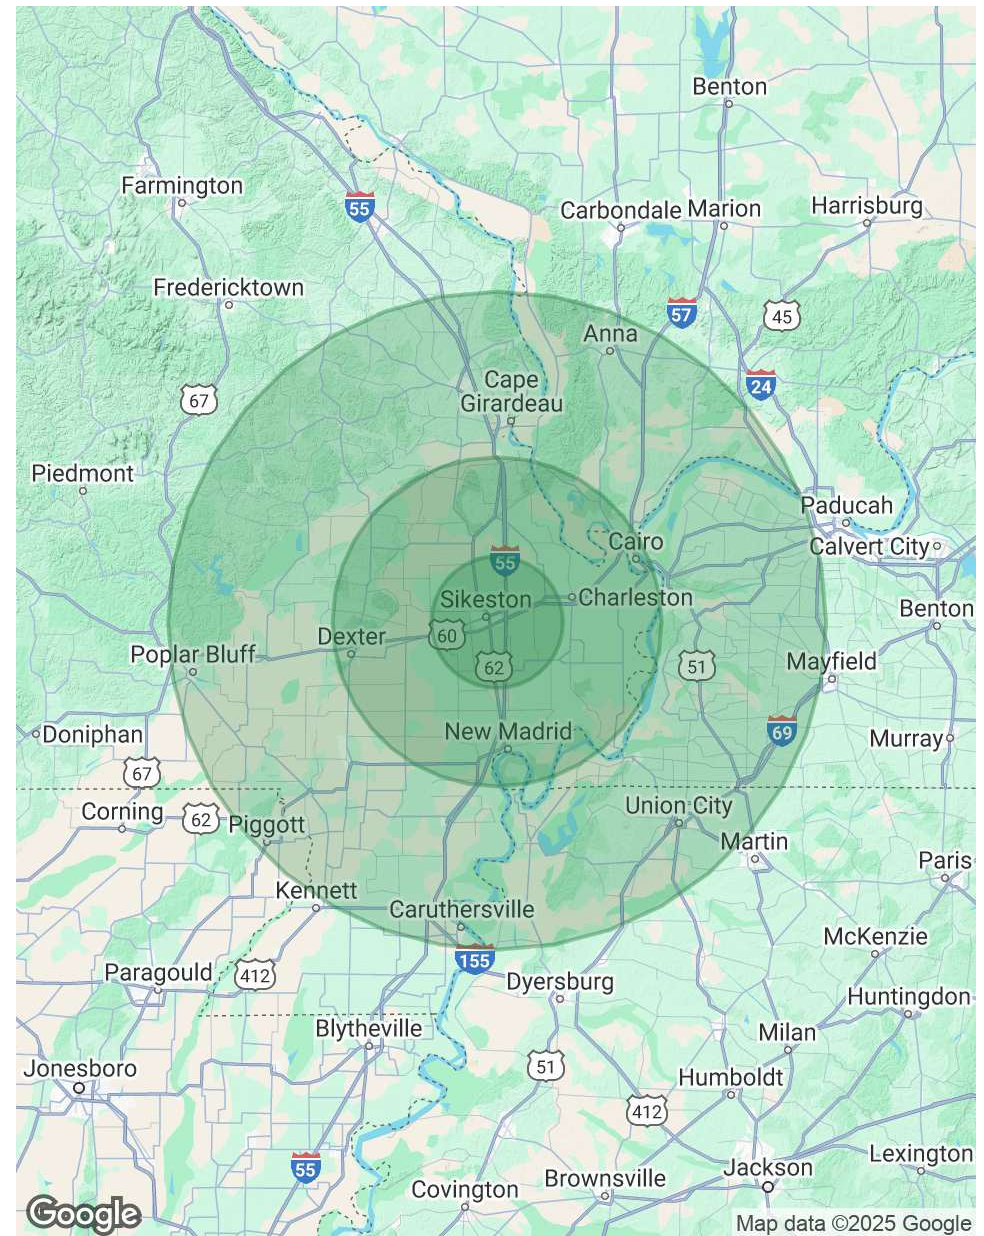 Benton
Farmington
55
Carbondale
Marion
Harrisburg
Fredericktown
57
45
Anna
Cape
Girardeau
24
67
Piedmont
Paducah
Cairo
Calvert City
55
Sikeston
Charleston
Benton
60
Dexter
62
51
Poplar Bluff
Mayfield
New Madrid
69
Doniphan
Murray
67
Corning
62
Piggott
Union City
Martin
Paris
Kennett
Caruthersville
McKenzie
155
Paragould
412
Dyersburg
Huntingdon
Blytheville
Milan
51
Jonesboro
Humboldt
412
55
Jackson
Lexington
Brownsville
Covington
Google
Map data ©2025 Google